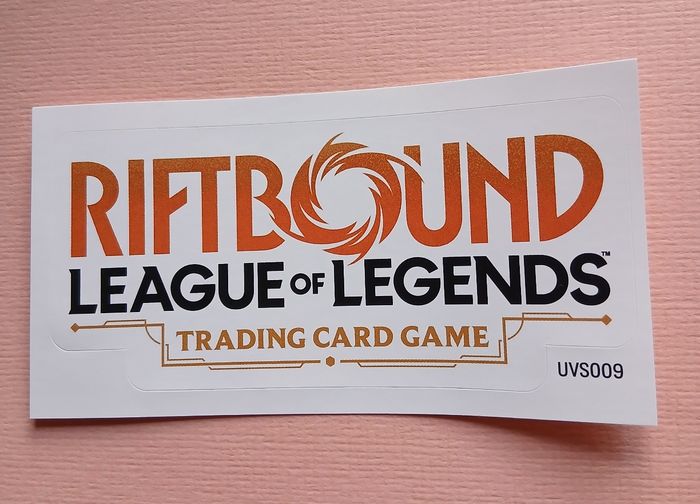 RIFTBOUND
LEAGUE OF LEGENDS™
TRADING CARD GAME
UVS009